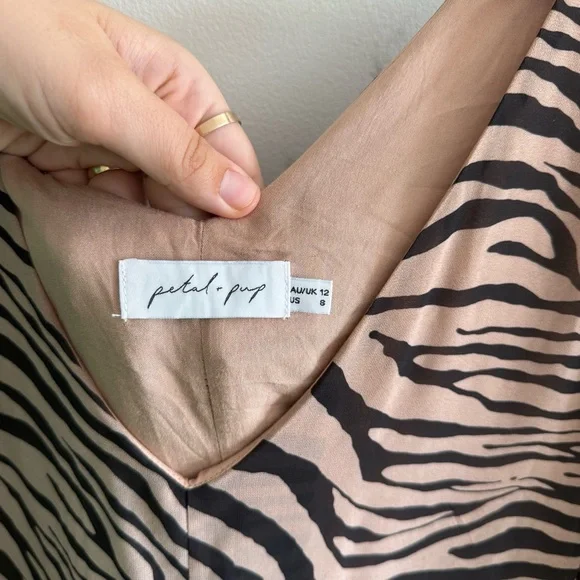 petal + pup
AU/UK 12
US 8